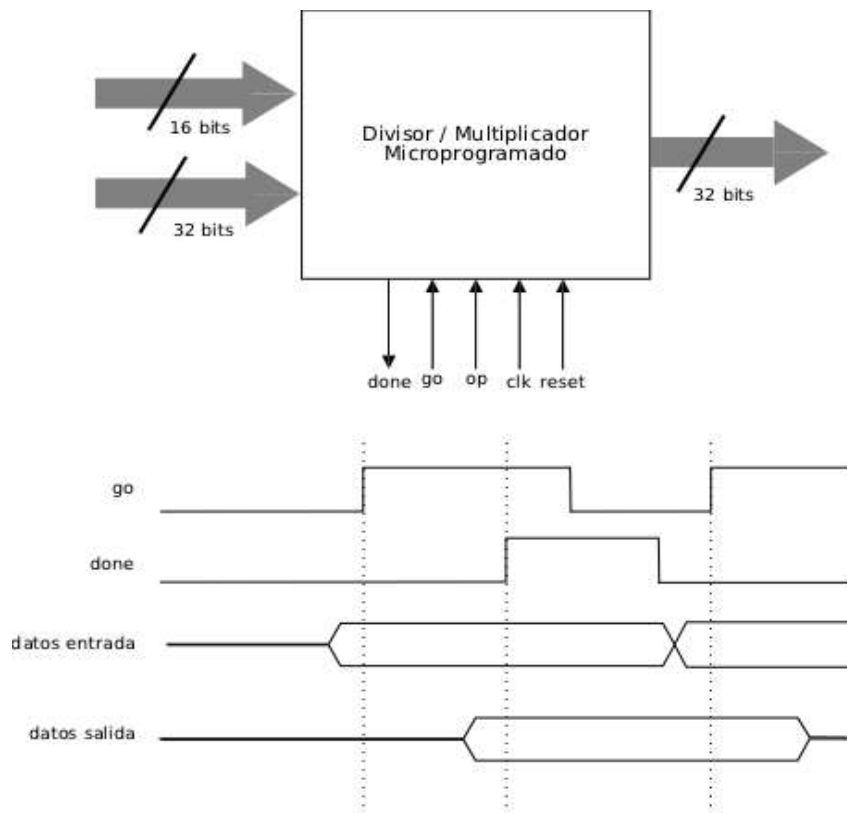 16 bits
Divisor / Multiplicador
Microprogramado
32 bits
32 bits
done go op clk reset
go
done
datos entrada
datos salida